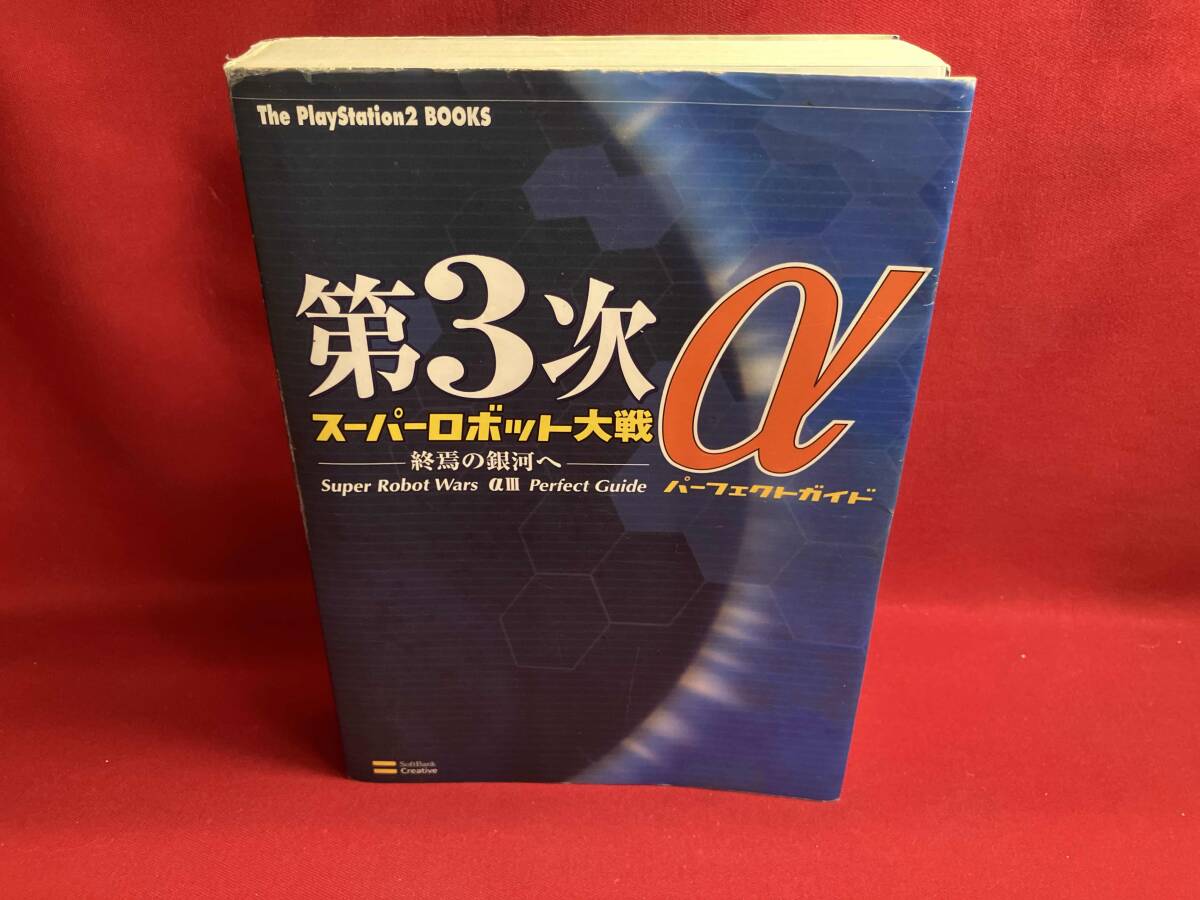 The PlayStation2 BOOKS
第3次
α
スーパーロボット大戦
終焉の銀河へ
Super Robot Wars αⅢ Perfect Guide
パーフェクトガイド
SoftBank
Creative